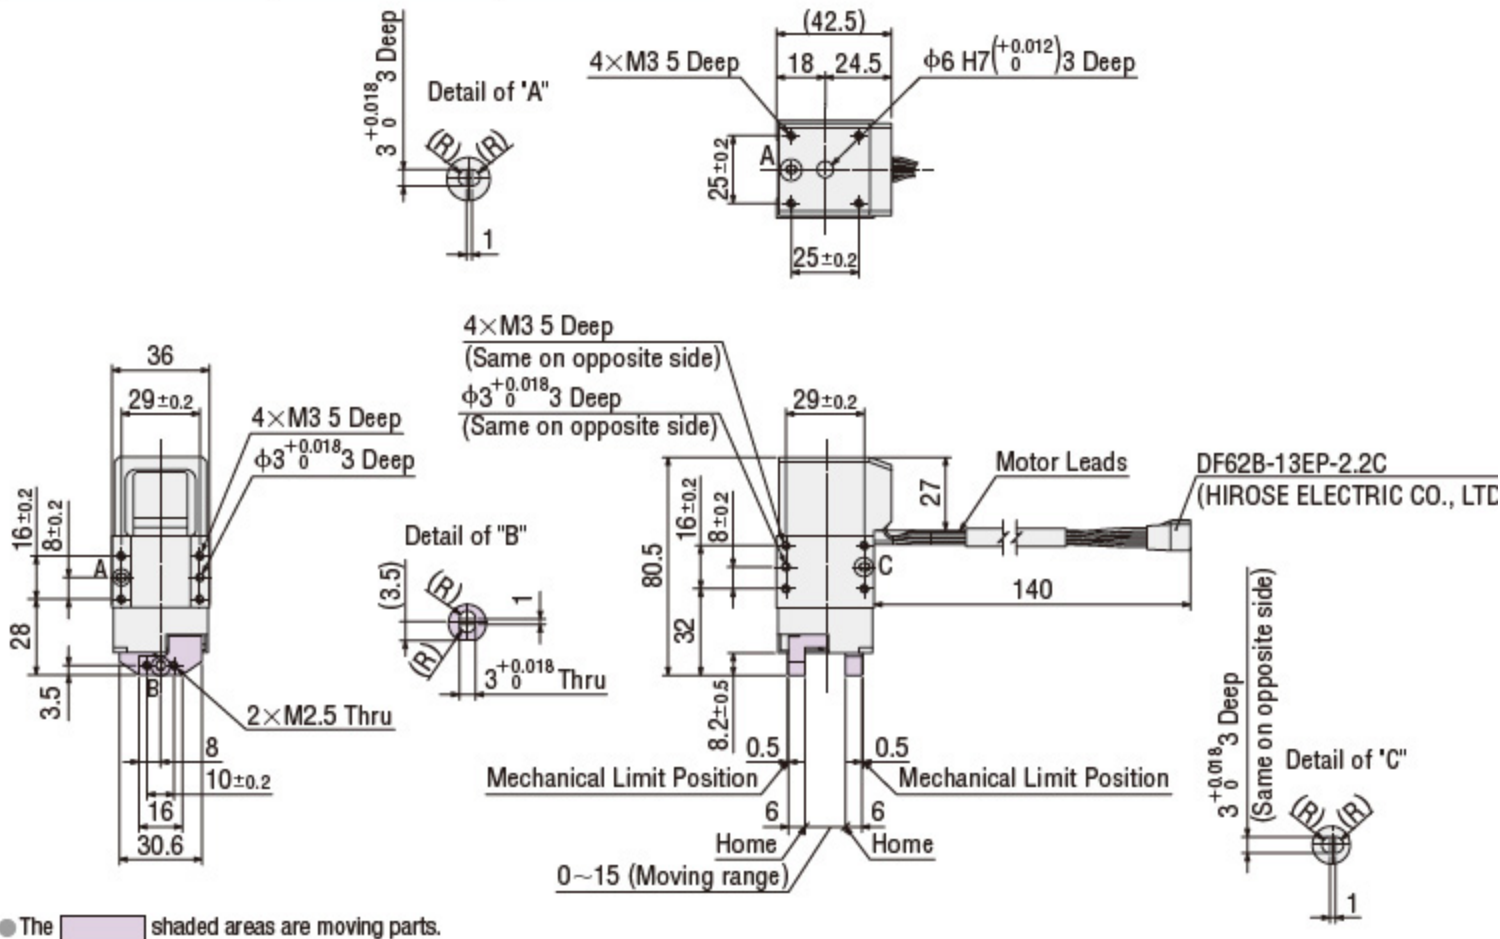 3 +0.018 0 3 Deep
Detail of "A"
(R) (R)
1
(42.5)
4×M3 5 Deep
18 24.5
ϕ6 H7(+0.012 0)3 Deep
A
25±0.2
25±0.2
36
29±0.2
4×M3 5 Deep
ϕ3+0.018 0 3 Deep
16±0.2
8±0.2
A
28
3.5
B
2×M2.5 Thru
8
10±0.2
16
30.6
Detail of "B"
(3.5)
(R)
(R)
1
3+0.018 0 Thru
4×M3 5 Deep
(Same on opposite side)
ϕ3+0.018 0 3 Deep
(Same on opposite side)
29±0.2
16±0.2
8±0.2
80.5
32
C
27
Motor Leads
DF62B-13EP-2.2C
(HIROSE ELECTRIC CO., LTD
140
8.2±0.5
0.5 0.5
Mechanical Limit Position Mechanical Limit Position
6 6
Home Home
0~15 (Moving range)
3 +0.018 0 3 Deep
(Same on opposite side)
Detail of "C"
(R) (R)
1
The shaded areas are moving parts.